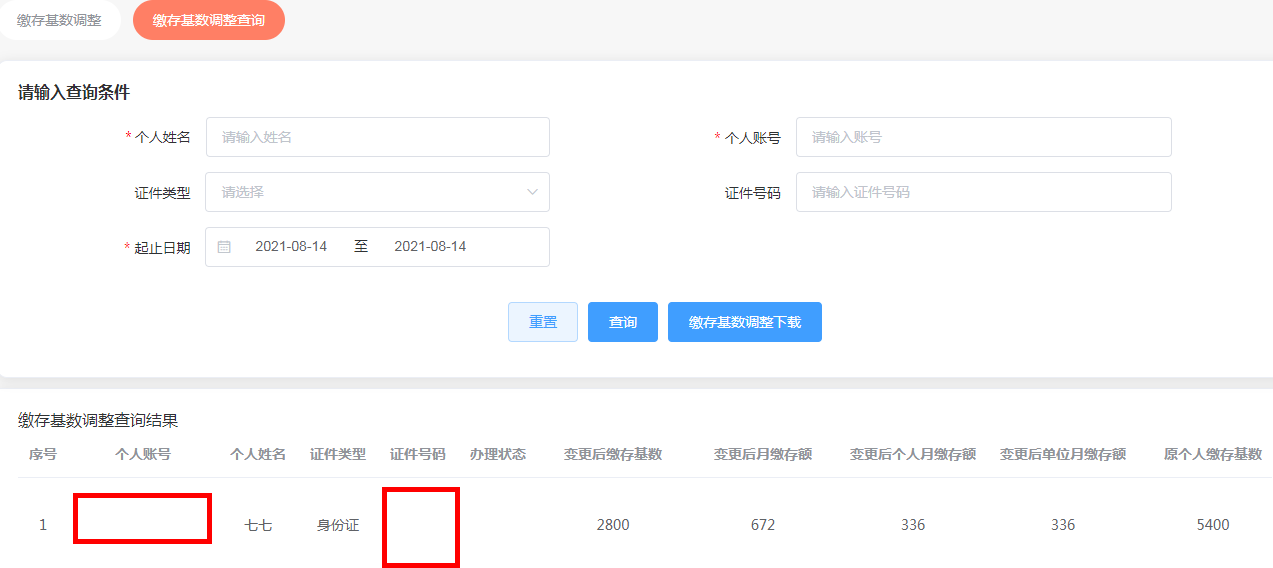 缴存基数调整 缴存基数调整查询
请输入查询条件
* 个人姓名 请输入姓名 * 个人账号 请输入账号
证件类型 请选择 证件号码 请输入证件号码
* 起止日期 2021-08-14 至 2021-08-14
重置 查询 缴存基数调整下载
缴存基数调整查询结果
序号 个人账号 个人姓名 证件类型 证件号码 办理状态 变更后缴存基数 变更后月缴存额 变更后个人月缴存额 变更后单位月缴存额 原个人缴存基数
1 七七 身份证 2800 672 336 336 5400